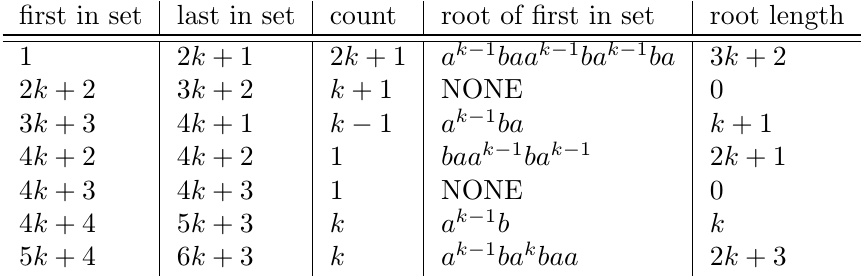 first in set last in set count root of first in set root length
1 2k + 1 2k + 1 a^{k−1}baa^{k−1}ba^{k−1}ba 3k + 2
2k + 2 3k + 2 k + 1 NONE 0
3k + 3 4k + 1 k − 1 a^{k−1}ba k + 1
4k + 2 4k + 2 1 baa^{k−1}ba^{k−1} 2k + 1
4k + 3 4k + 3 1 NONE 0
4k + 4 5k + 3 k a^{k−1}b k
5k + 4 6k + 3 k a^{k−1}ba^{k}baa 2k + 3